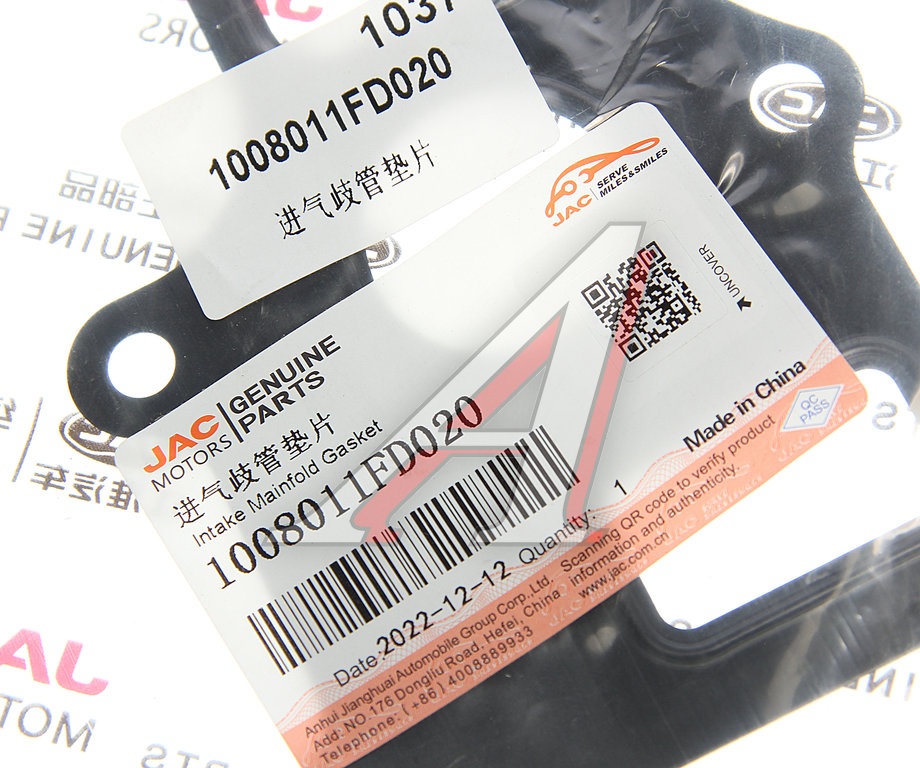 1037
1008011FD020
进气歧管垫片
JAC
MOTORS
GENUINE
PARTS
进气歧管垫片
Intake Mainfold Gasket
1008011FD020
Date:2022-12-12 Quantity: 1
Made in China
JAC
SERVE
MILES&SMILES
UNCOVER
QC
PASS
Anhui Jianghuai Automobile Group Corp., Ltd.
Add: NO.176 Dongliu Road, Hefei, China
Telephone: (+86) 4008889933
Scanning QR code to verify product
information and authenticity.
www.jac.com.cn
JAC
MOTORS
GENUINE